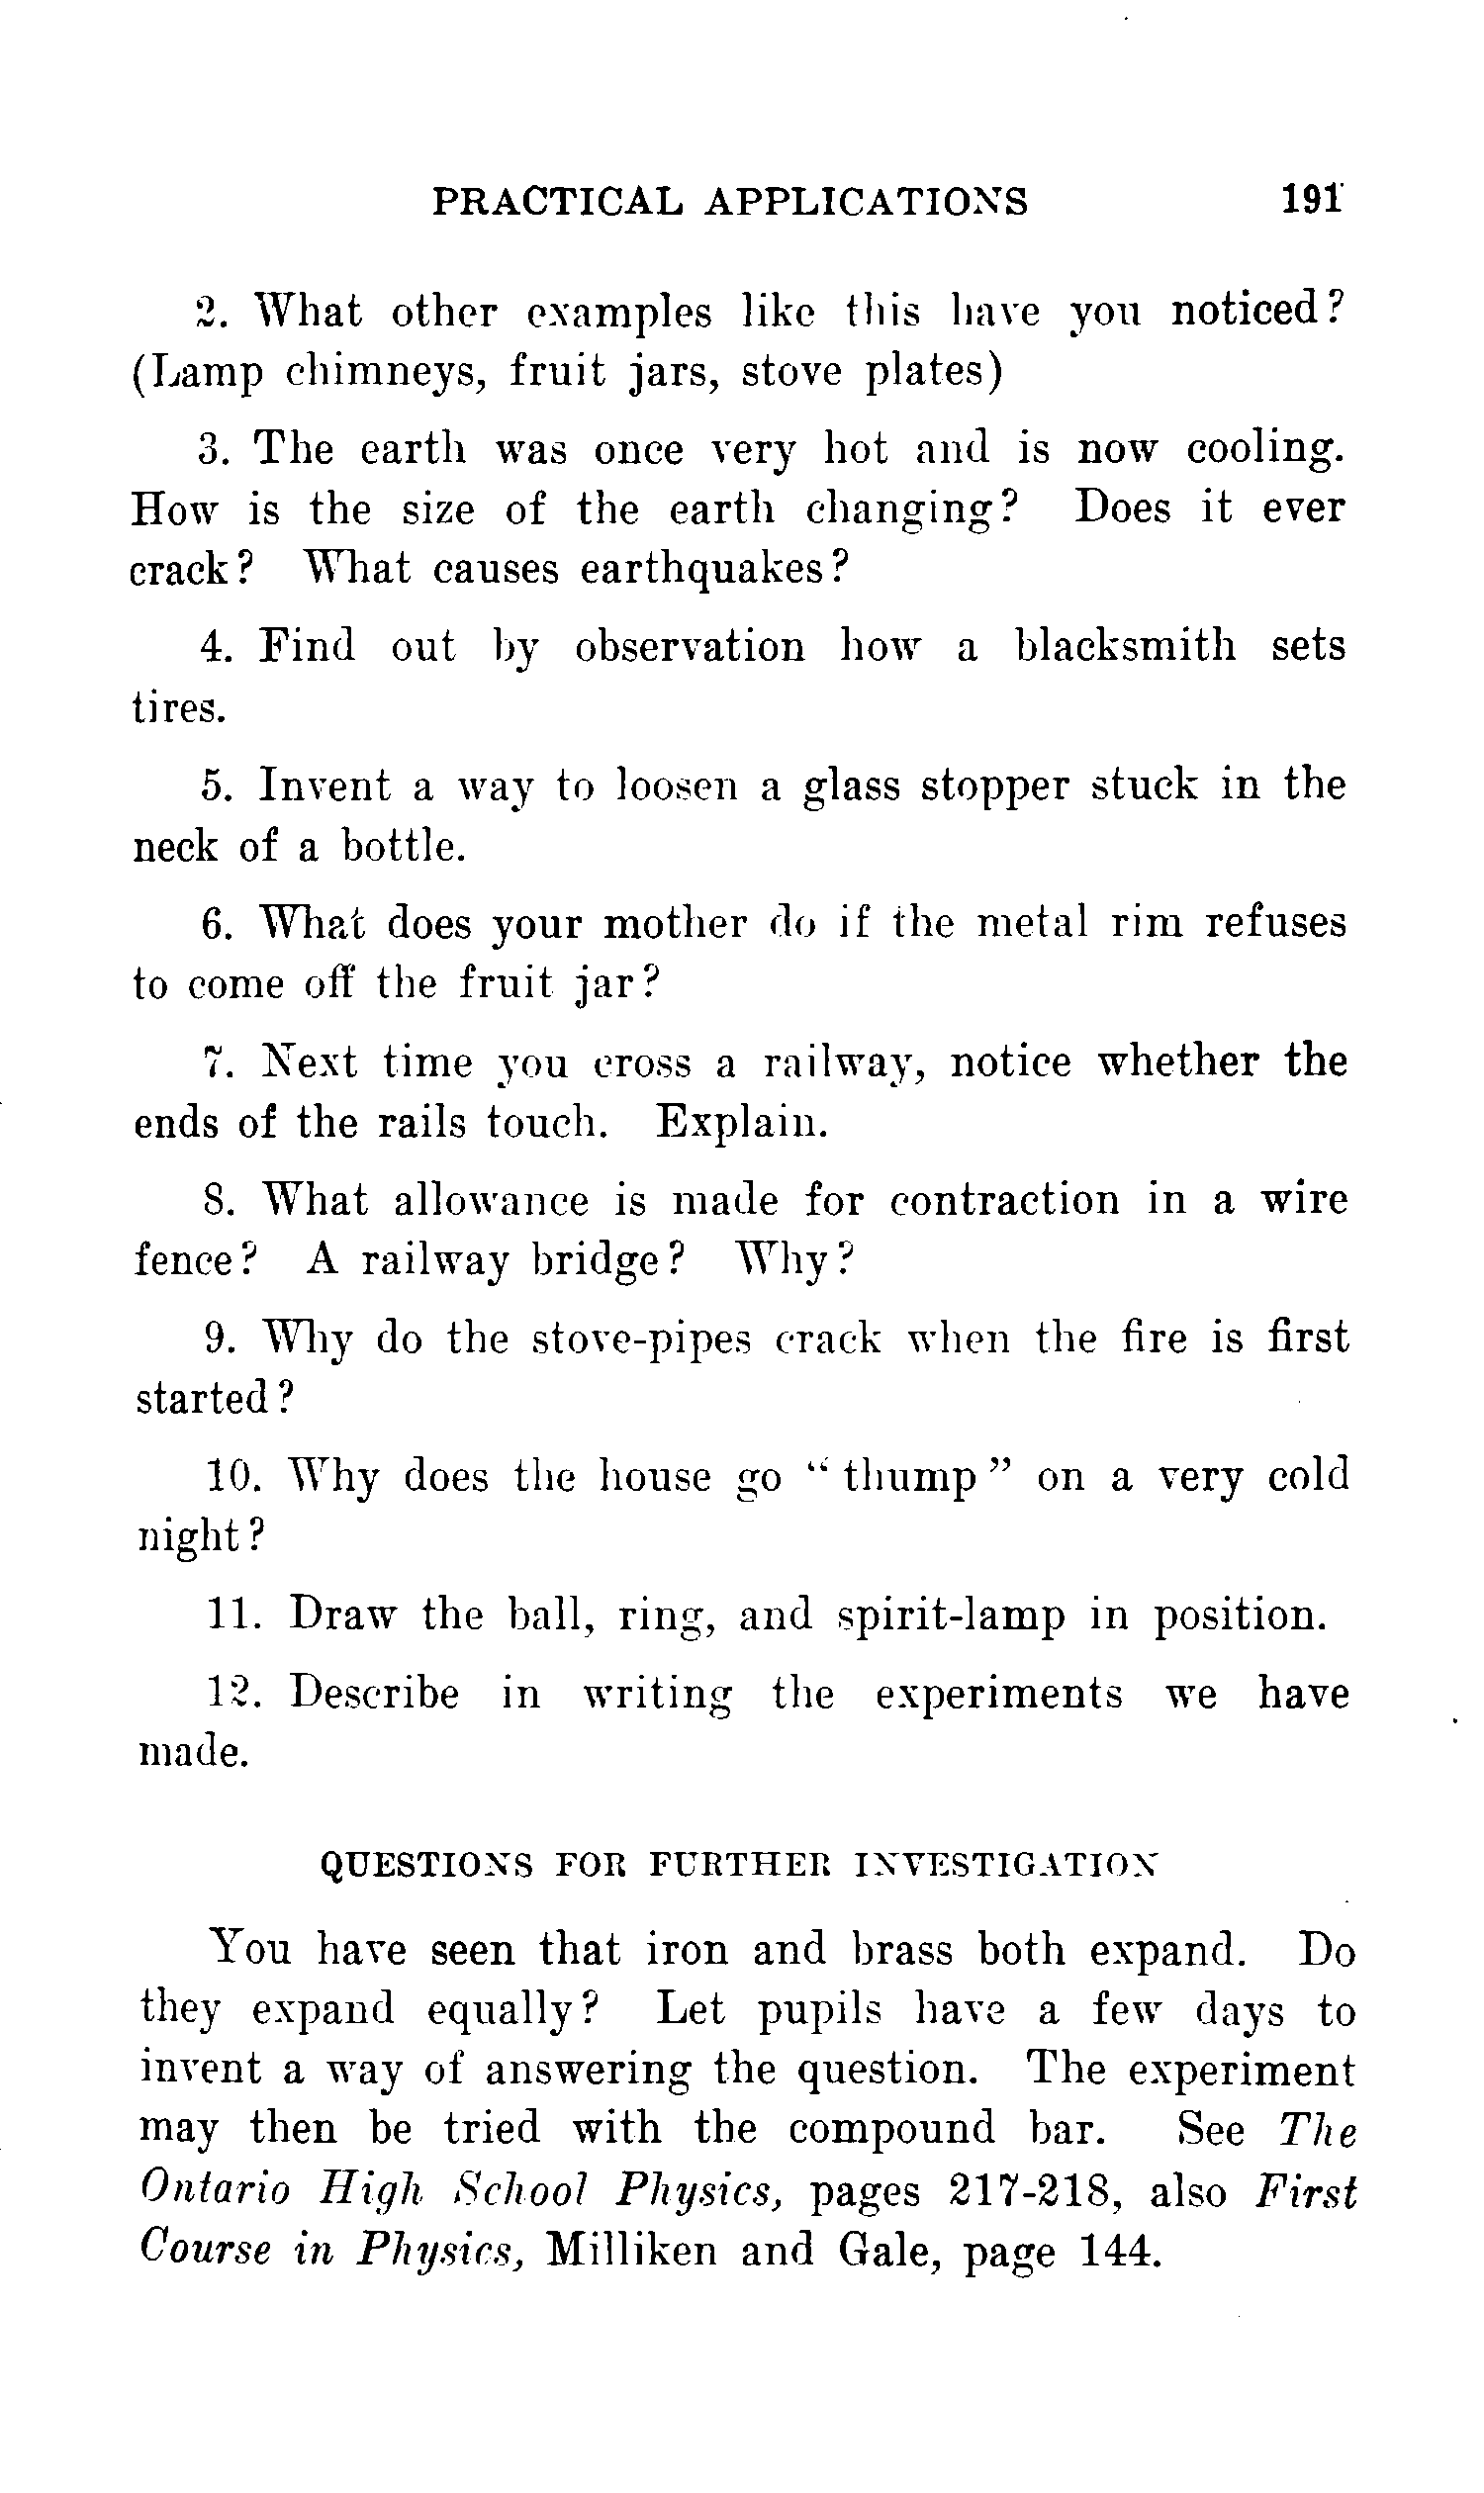 PRACTICAL APPLICATIONS 191
2. What other examples like this have you noticed?
(Lamp chimneys, fruit jars, stove plates)
3. The earth was once very hot and is now cooling.
How is the size of the earth changing? Does it ever
crack? What causes earthquakes?
4. Find out by observation how a blacksmith sets
tires.
5. Invent a way to loosen a glass stopper stuck in the
neck of a bottle.
6. What does your mother do if the metal rim refuses
to come off the fruit jar?
7. Next time you cross a railway, notice whether the
ends of the rails touch. Explain.
8. What allowance is made for contraction in a wire
fence? A railway bridge? Why?
9. Why do the stove-pipes crack when the fire is first
started?
10. Why does the house go "thump" on a very cold
night?
11. Draw the ball, ring, and spirit-lamp in position.
12. Describe in writing the experiments we have
made.
QUESTIONS FOR FURTHER INVESTIGATION
You have seen that iron and brass both expand. Do
they expand equally? Let pupils have a few days to
invent a way of answering the question. The experiment
may then be tried with the compound bar. See The
Ontario High School Physics, pages 217-218, also First
Course in Physics, Milliken and Gale, page 144.